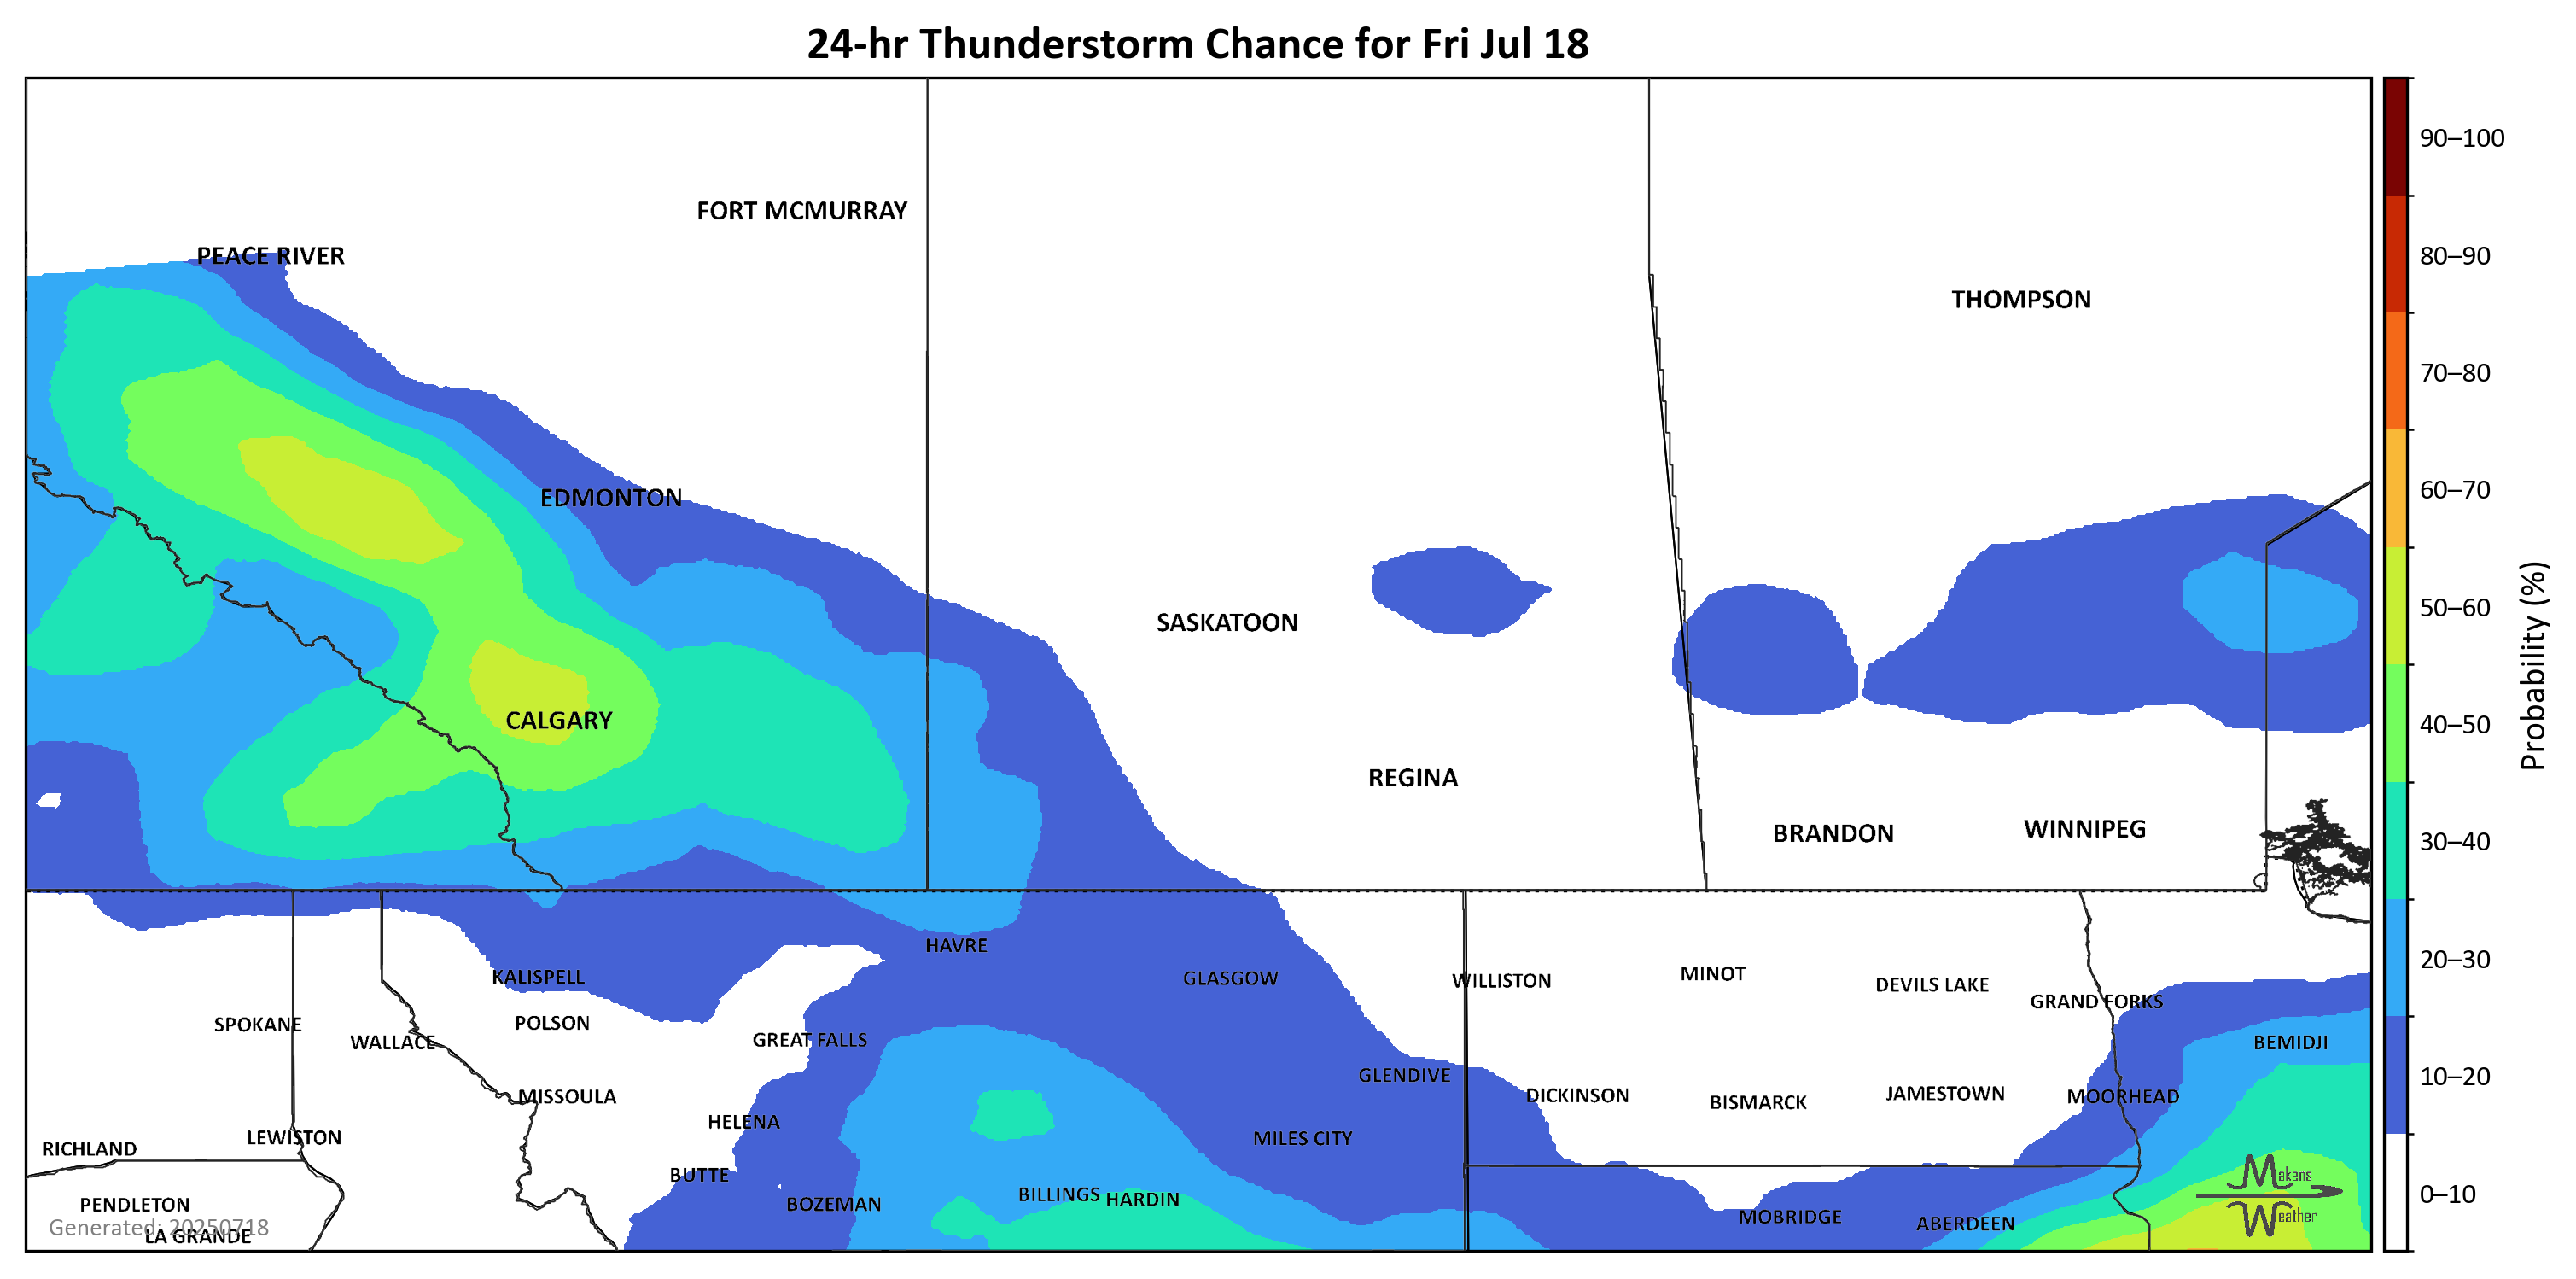 24-hr Thunderstorm Chance for Fri Jul 18
90–100
FORT MCMURRAY
PEACE RIVER
80–90
THOMPSON
70–80
EDMONTON
60–70
SASKATOON
50–60
Probability (%)
CALGARY
40–50
REGINA
BRANDON
WINNIPEG
30–40
HAVRE
20–30
KALISPELL
GLASGOW
WILLISTON
MINOT
DEVILS LAKE
GRAND FORKS
SPOKANE
POLSON
WALLACE
GREAT FALLS
BEMIDJI
10–20
GLENDIVE
MISSOULA
DICKINSON
BISMARCK
JAMESTOWN
MOORHEAD
HELENA
LEWISTON
MILES CITY
RICHLAND
BUTTE
Makens
0–10
PENDLETON
BOZEMAN
BILLINGS
HARDIN
MOBRIDGE
ABERDEEN
Weather
Generated: 20250718
LA GRANDE